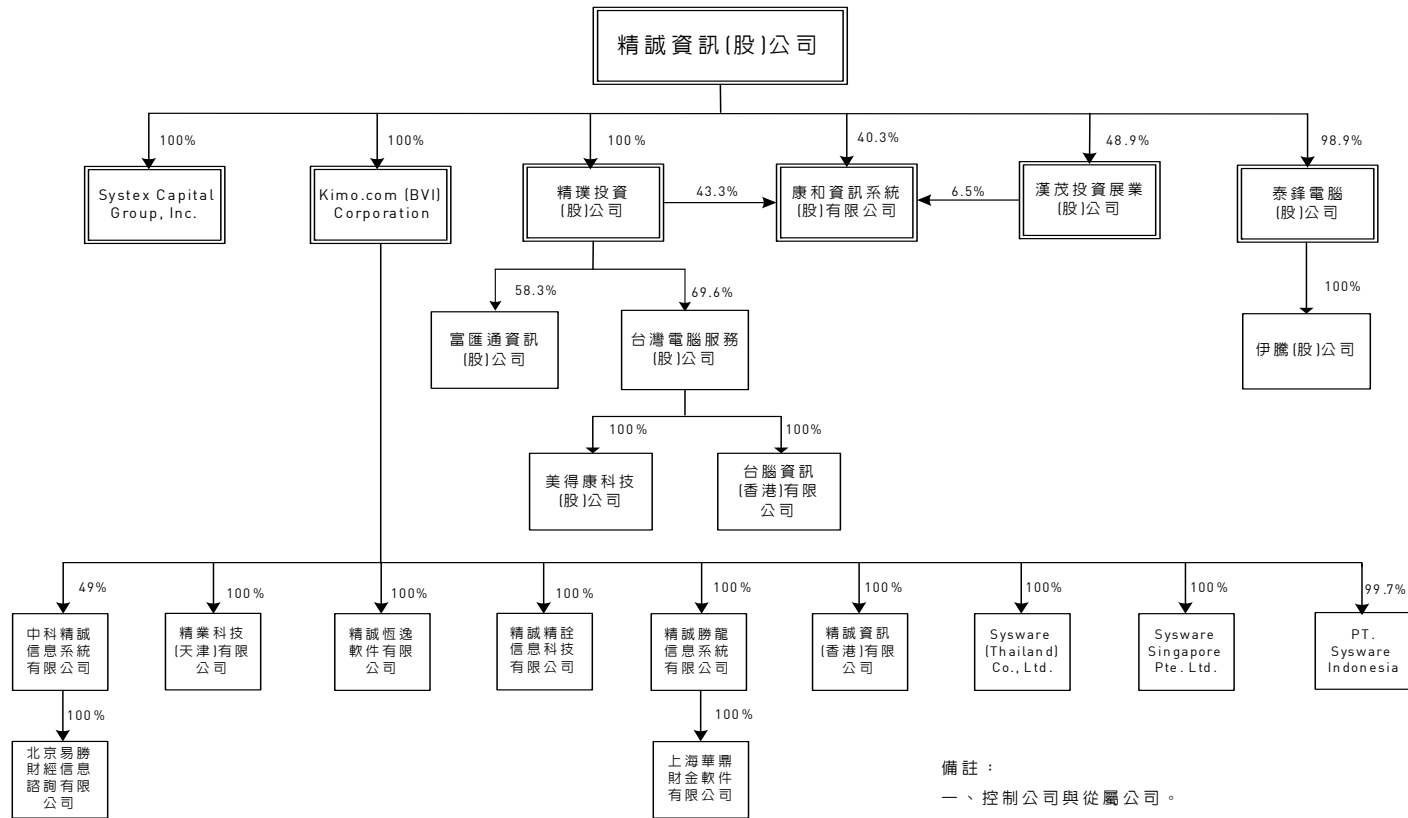 精誠資訊(股)公司
100%
100%
100%
40.3%
48.9%
98.9%
Systex Capital
Group, Inc.
Kimo.com (BVI)
Corporation
精璞投資
(股)公司
43.3%
康和資訊系統
(股)有限公司
6.5%
漢茂投資展業
(股)公司
泰鋒電腦
(股)公司
58.3%
69.6%
100%
富匯通資訊
(股)公司
台灣電腦服務
(股)公司
伊騰(股)公司
100%
100%
美得康科技
(股)公司
台腦資訊
(香港)有限
公司
49%
100%
100%
100%
100%
100%
100%
100%
99.7%
中科精誠
信息系統
有限公司
精業科技
(天津)有限
公司
精誠恆逸
軟件有限
公司
精誠精詮
信息科技
有限公司
精誠勝龍
信息系統
有限公司
精誠資訊
(香港)有限
公司
Sysware
(Thailand)
Co., Ltd.
Sysware
Singapore
Pte. Ltd.
PT.
Sysware
Indonesia
100%
100%
北京易勝
財經信息
諮詢有限
公司
上海華鼎
財金軟件
有限公司
備註：
一、控制公司與從屬公司。